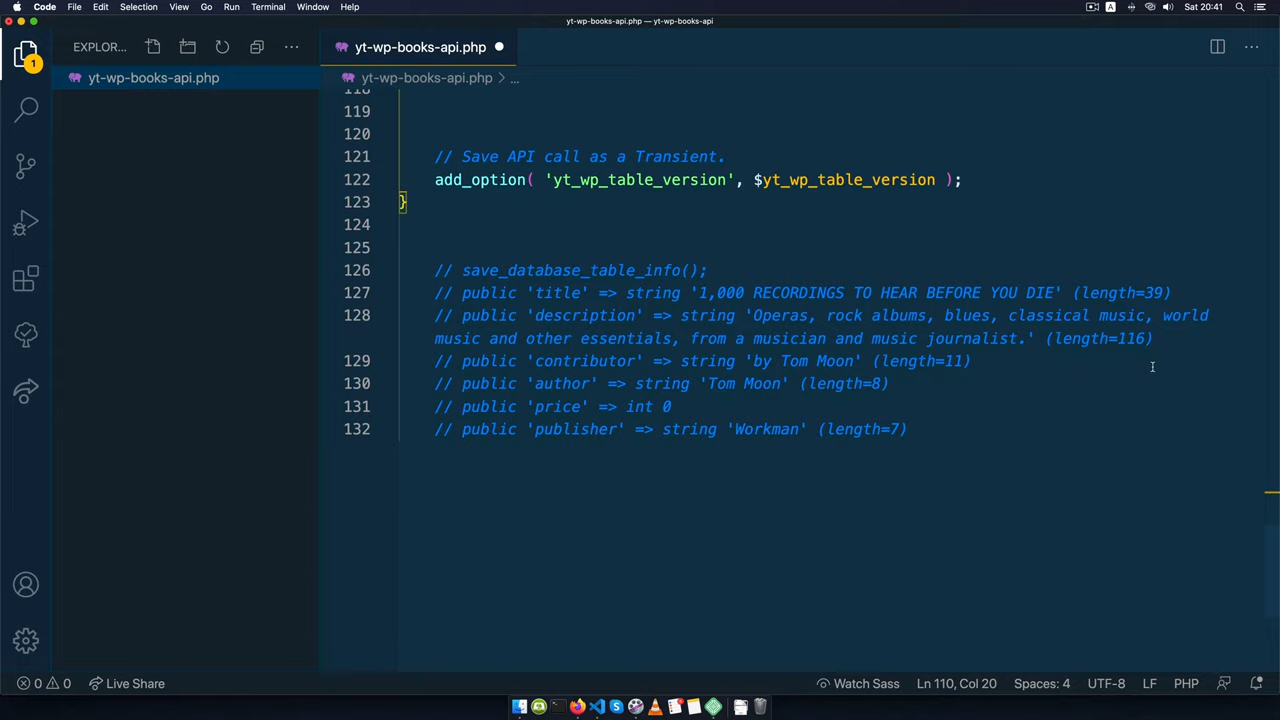 Code File Edit Selection View Go Run Terminal Window Help
A Sat 20:41
yt-wp-books-api.php — yt-wp-books-api
EXPLOR... ...
yt-wp-books-api.php
...
1
yt-wp-books-api.php
yt-wp-books-api.php > ...
118
119
120
121 // Save API call as a Transient.
122 add_option( 'yt_wp_table_version', $yt_wp_table_version );
123 }
124
125
126 // save_database_table_info();
127 // public 'title' => string '1,000 RECORDINGS TO HEAR BEFORE YOU DIE' (length=39)
128 // public 'description' => string 'Operas, rock albums, blues, classical music, world
music and other essentials, from a musician and music journalist.' (length=116)
129 // public 'contributor' => string 'by Tom Moon' (length=11)
130 // public 'author' => string 'Tom Moon' (length=8)
131 // public 'price' => int 0
132 // public 'publisher' => string 'Workman' (length=7)
0 0 Live Share
Watch Sass Ln 110, Col 20 Spaces: 4 UTF-8 LF PHP